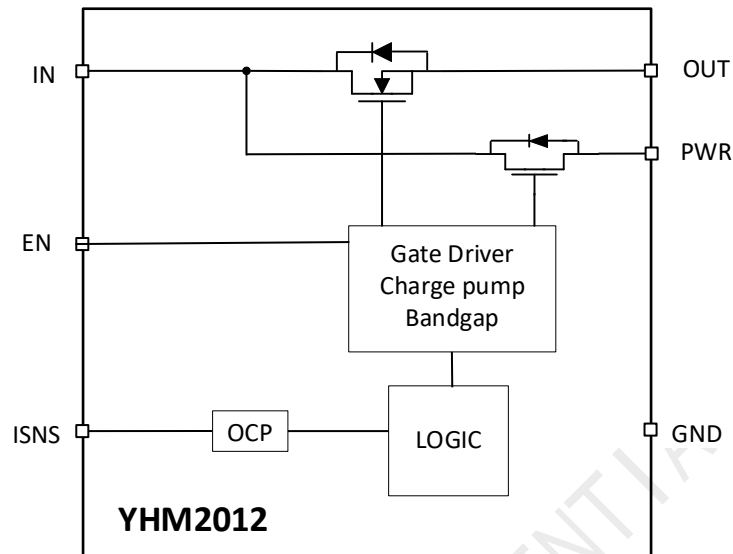 IN
OUT
PWR
EN
Gate Driver
Charge pump
Bandgap
ISNS
OCP
LOGIC
GND
YHM2012